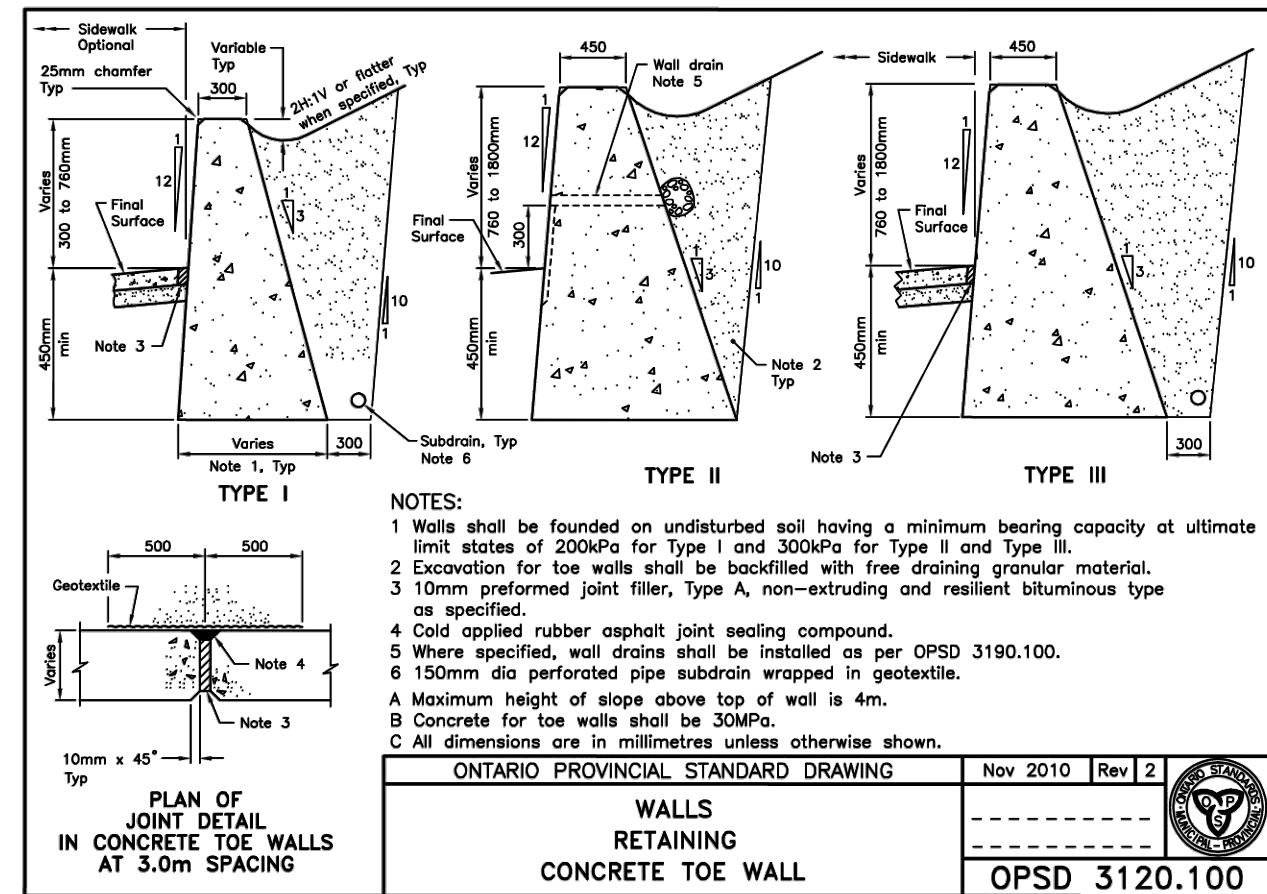 Sidewalk
Optional
25mm chamfer
Typ
Variable
Typ
300
2H:1V or flatter
when specified, Typ
Varies
300 to 760mm
1
12
1
3
Final
Surface
10
1
450mm
min
Note 3
Varies
Note 1, Typ
300
Subdrain, Typ
Note 6
TYPE I
450
Wall drain
Note 5
1
12
Varies
760 to 1800mm
Final
Surface
300
1
3
10
1
450mm
min
Note 2
Typ
TYPE II
Sidewalk
450
1
12
Varies
760 to 1800mm
Final
Surface
1
3
10
1
450mm
min
Note 3
300
TYPE III
500
500
Geotextile
Varies
Note 4
Note 3
10mm x 45°
Typ
PLAN OF
JOINT DETAIL
IN CONCRETE TOE WALLS
AT 3.0m SPACING
NOTES:
1 Walls shall be founded on undisturbed soil having a minimum bearing capacity at ultimate
limit states of 200kPa for Type I and 300kPa for Type II and Type III.
2 Excavation for toe walls shall be backfilled with free draining granular material.
3 10mm preformed joint filler, Type A, non-extruding and resilient bituminous type
as specified.
4 Cold applied rubber asphalt joint sealing compound.
5 Where specified, wall drains shall be installed as per OPSD 3190.100.
6 150mm dia perforated pipe subdrain wrapped in geotextile.
A Maximum height of slope above top of wall is 4m.
B Concrete for toe walls shall be 30MPa.
C All dimensions are in millimetres unless otherwise shown.
ONTARIO PROVINCIAL STANDARD DRAWING
Nov 2010
Rev 2
WALLS
RETAINING
CONCRETE TOE WALL
ONTARIO STANDARDS
MUNICIPAL - PROVINCIAL
O P
S
OPSD 3120.100